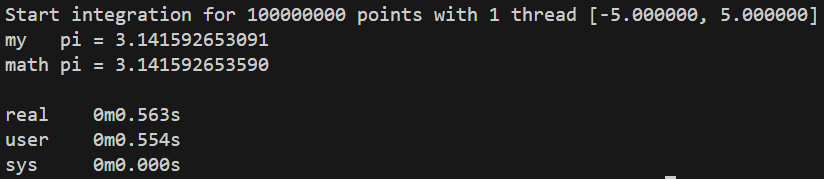 Start integration for 100000000 points with 1 thread [-5.000000, 5.000000]
my   pi = 3.141592653091
math pi = 3.141592653590
real    0m0.563s
user    0m0.554s
sys     0m0.000s